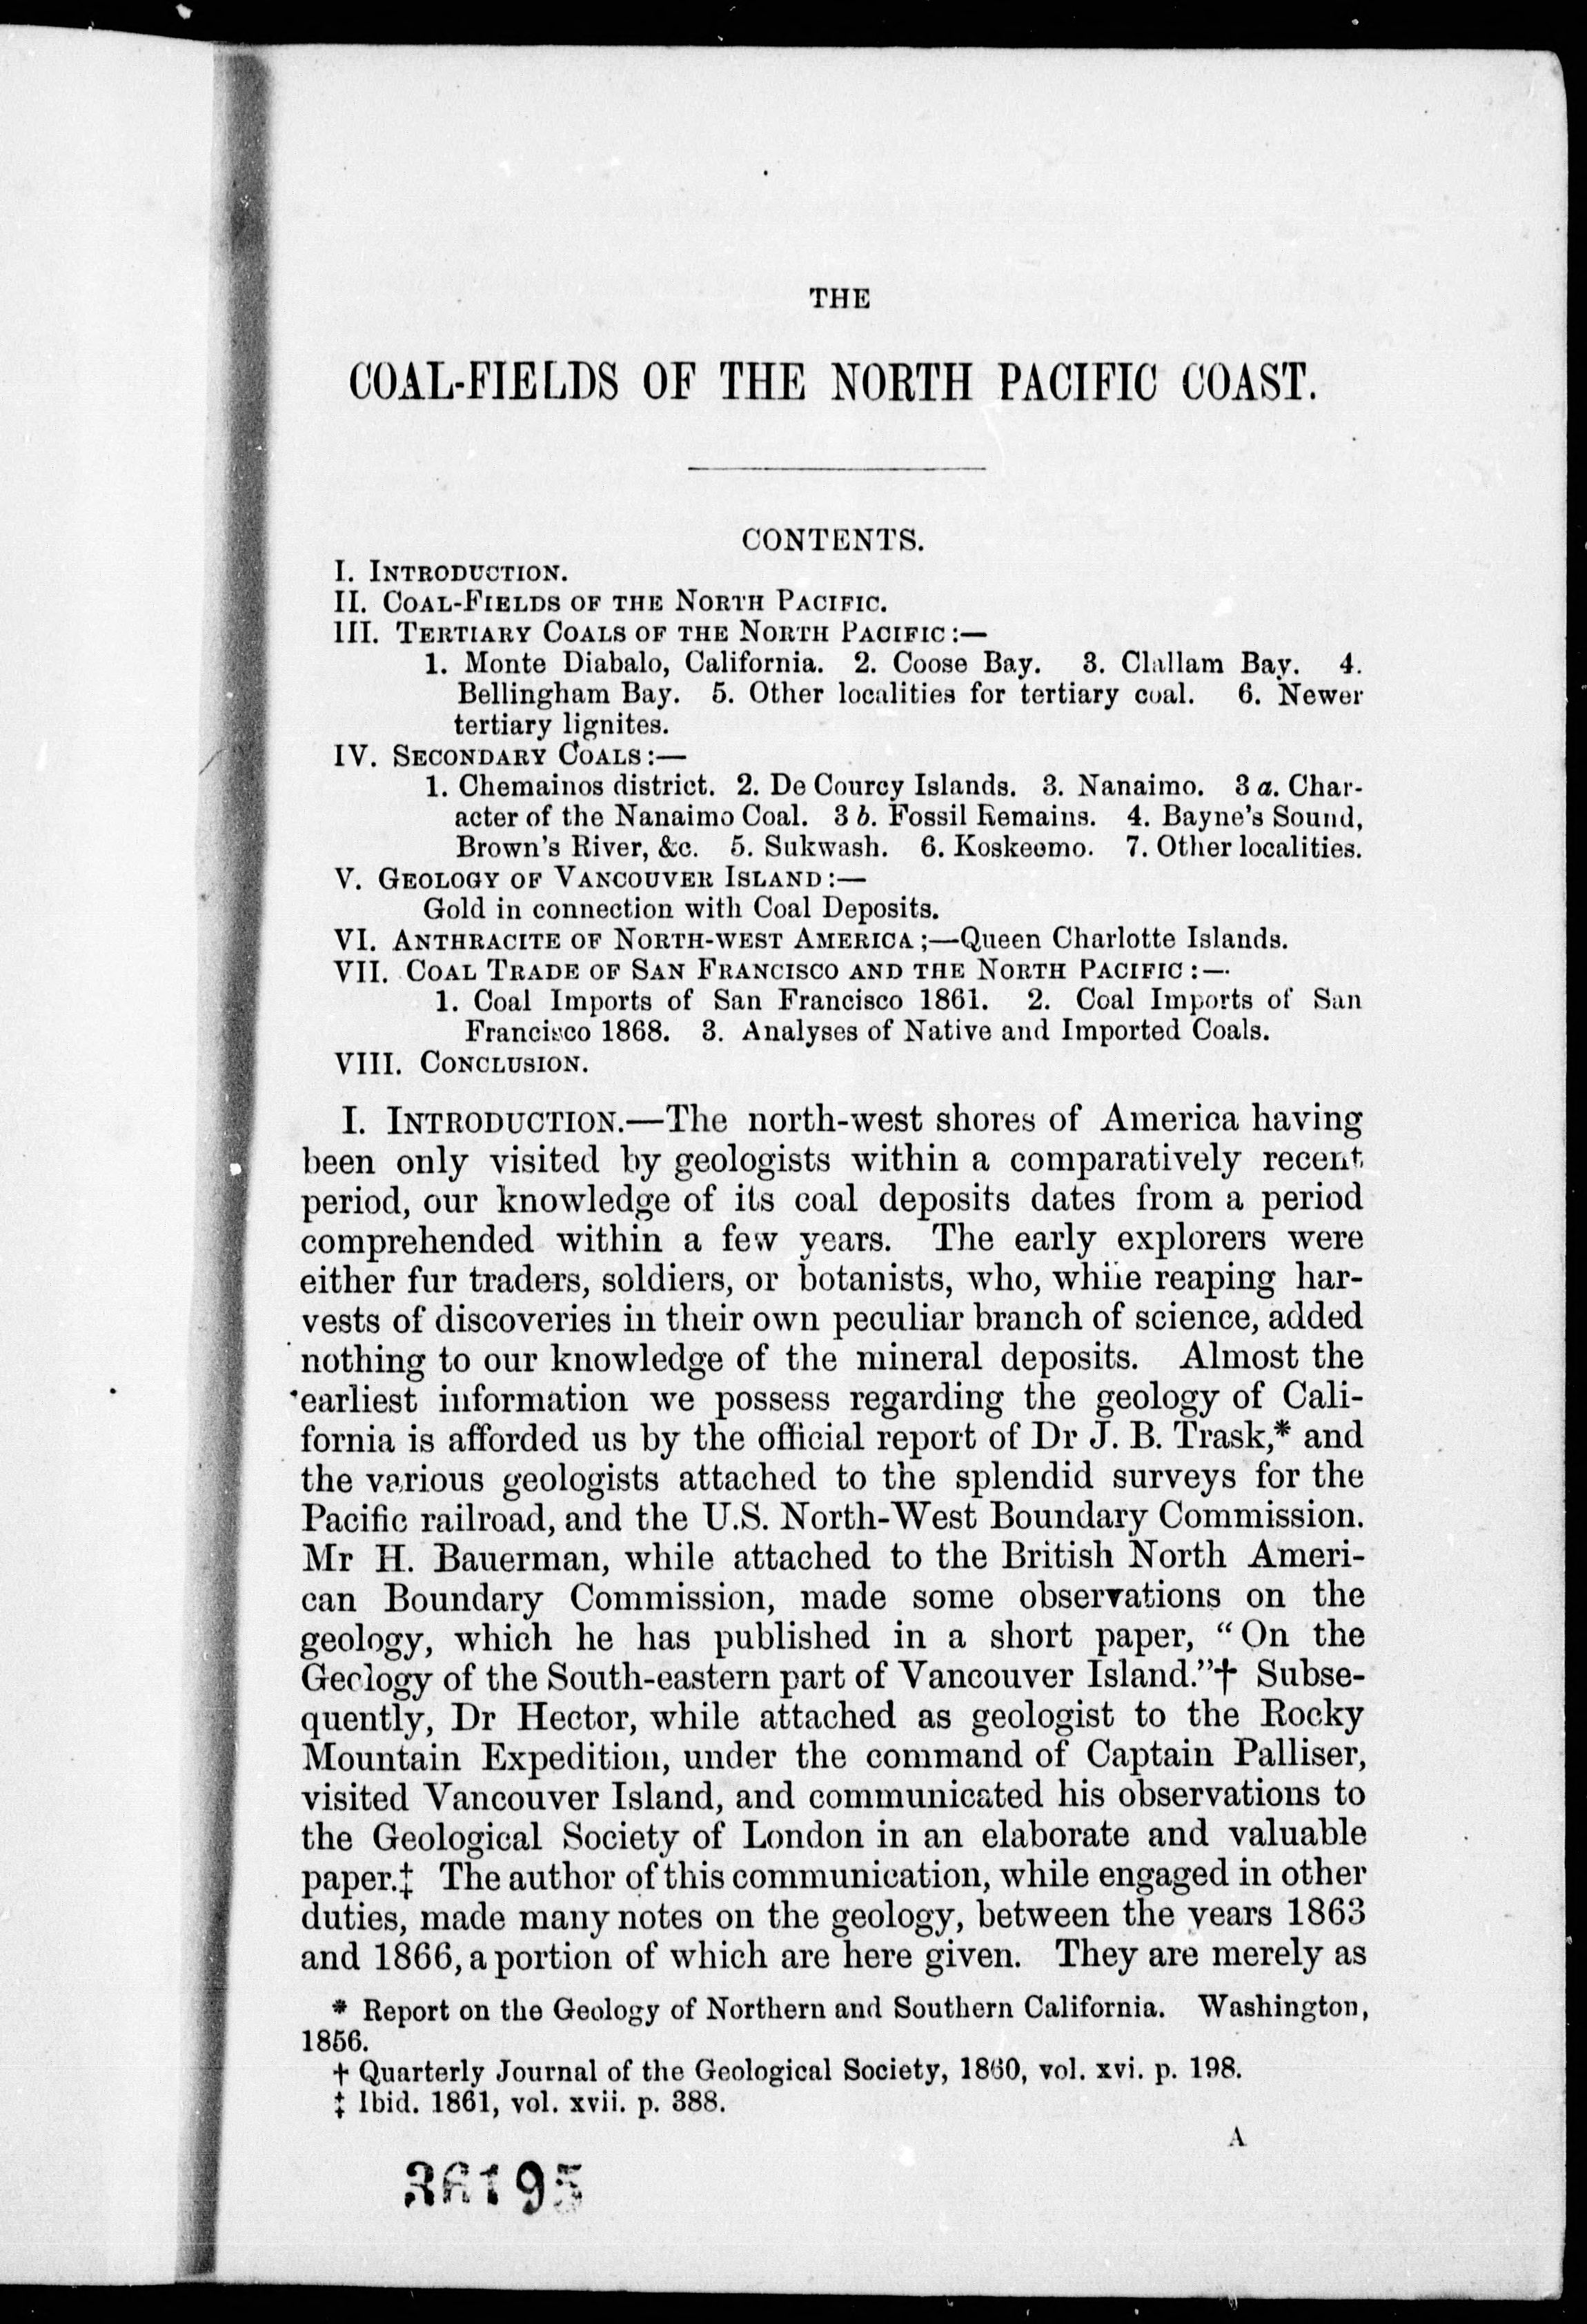 THE
COAL-FIELDS OF THE NORTH PACIFIC COAST.
CONTENTS.
I. INTRODUCTION.
II. COAL-FIELDS OF THE NORTH PACIFIC.
III. TERTIARY COALS OF THE NORTH PACIFIC:—
1. Monte Diabalo, California. 2. Coose Bay. 3. Clallam Bay. 4.
Bellingham Bay. 5. Other localities for tertiary coal. 6. Newer
tertiary lignites.
IV. SECONDARY COALS:—
1. Chemainos district. 2. De Courcy Islands. 3. Nanaimo. 3 a. Char-
acter of the Nanaimo Coal. 3 b. Fossil Remains. 4. Bayne's Sound,
Brown's River, &c. 5. Sukwash. 6. Koskeomo. 7. Other localities.
V. GEOLOGY OF VANCOUVER ISLAND:—
Gold in connection with Coal Deposits.
VI. ANTHRACITE OF NORTH-WEST AMERICA;—Queen Charlotte Islands.
VII. COAL TRADE OF SAN FRANCISCO AND THE NORTH PACIFIC:—
1. Coal Imports of San Francisco 1861. 2. Coal Imports of San
Francisco 1868. 3. Analyses of Native and Imported Coals.
VIII. CONCLUSION.
I. INTRODUCTION.—The north-west shores of America having
been only visited by geologists within a comparatively recent
period, our knowledge of its coal deposits dates from a period
comprehended within a few years. The early explorers were
either fur traders, soldiers, or botanists, who, while reaping har-
vests of discoveries in their own peculiar branch of science, added
nothing to our knowledge of the mineral deposits. Almost the
earliest information we possess regarding the geology of Cali-
fornia is afforded us by the official report of Dr J. B. Trask,* and
the various geologists attached to the splendid surveys for the
Pacific railroad, and the U.S. North-West Boundary Commission.
Mr H. Bauerman, while attached to the British North Ameri-
can Boundary Commission, made some observations on the
geology, which he has published in a short paper, "On the
Geology of the South-eastern part of Vancouver Island."† Subse-
quently, Dr Hector, while attached as geologist to the Rocky
Mountain Expedition, under the command of Captain Palliser,
visited Vancouver Island, and communicated his observations to
the Geological Society of London in an elaborate and valuable
paper.‡ The author of this communication, while engaged in other
duties, made many notes on the geology, between the years 1863
and 1866, a portion of which are here given. They are merely as
* Report on the Geology of Northern and Southern California. Washington,
1856.
† Quarterly Journal of the Geological Society, 1860, vol. xvi. p. 198.
‡ Ibid. 1861, vol. xvii. p. 388.
A
36195